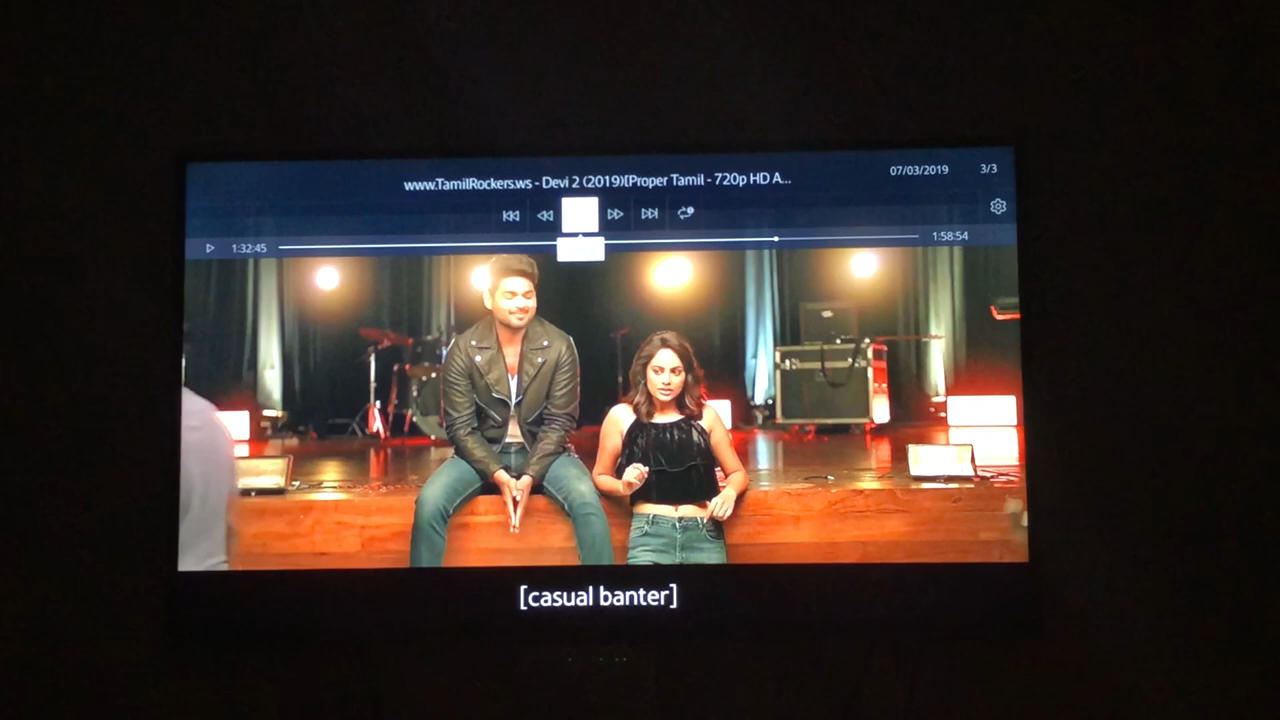 www.TamilRockers.ws - Devi 2 (2019)[Proper Tamil - 720p HD A...
07/03/2019
3/3
1:32:45
1:58:54
[casual banter]